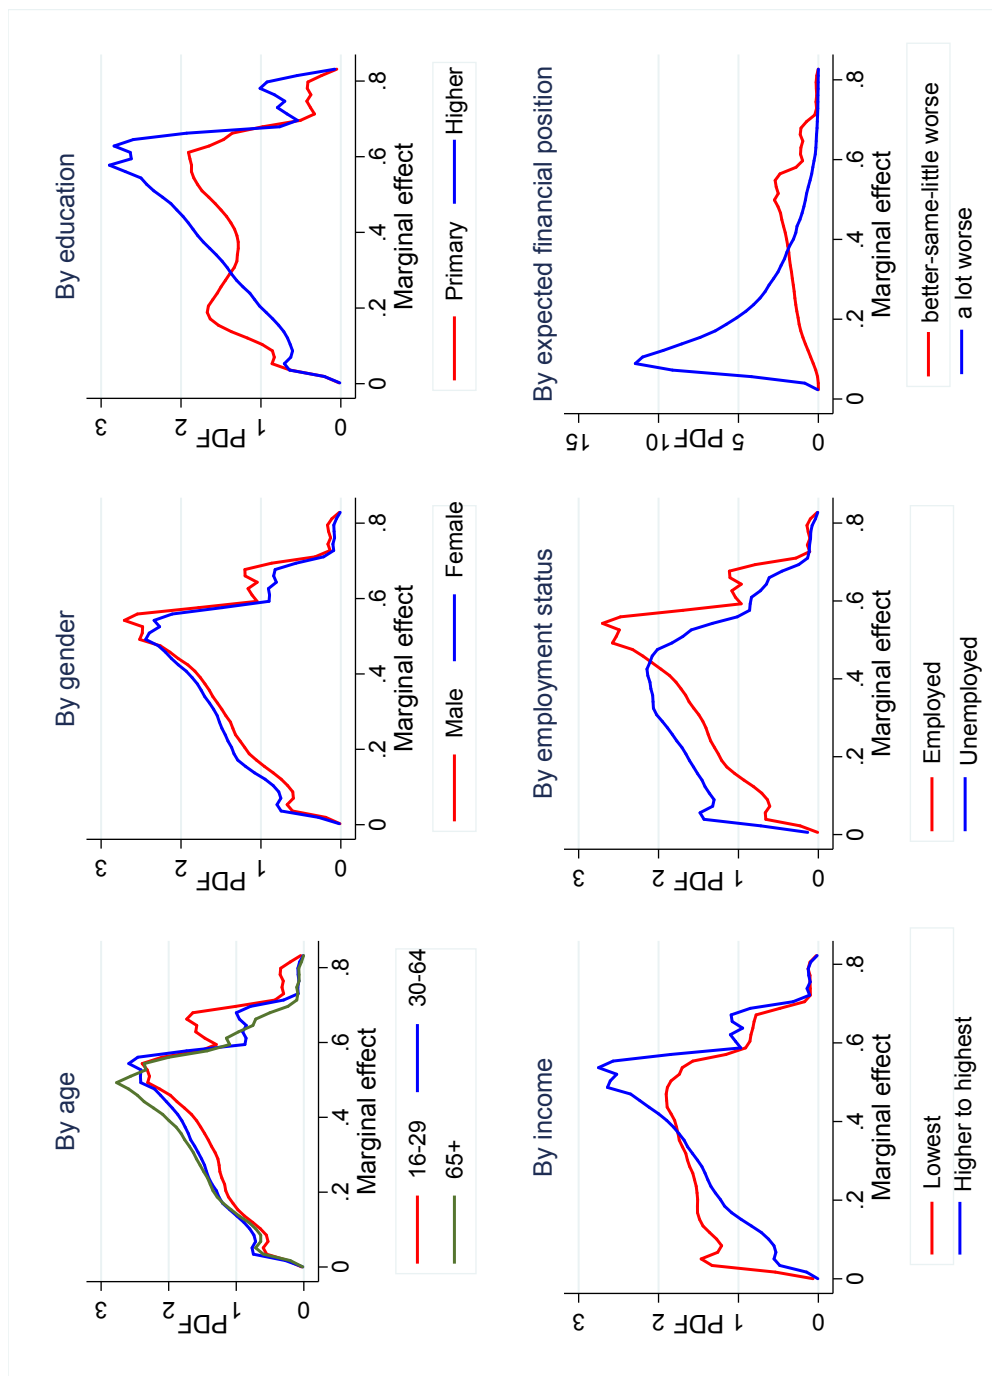 By age
PDF
0 1 2 3
0 .2 .4 .6 .8
Marginal effect
16-29 30-64
65+
By gender
PDF
0 1 2 3
0 .2 .4 .6 .8
Marginal effect
Male Female
By education
PDF
0 1 2 3
0 .2 .4 .6 .8
Marginal effect
Primary Higher
By income
PDF
0 1 2 3
0 .2 .4 .6 .8
Marginal effect
Lowest
Higher to highest
By employment status
PDF
0 1 2 3
0 .2 .4 .6 .8
Marginal effect
Employed
Unemployed
By expected financial position
PDF
0 5 10 15
0 .2 .4 .6 .8
Marginal effect
better-same-little worse
a lot worse